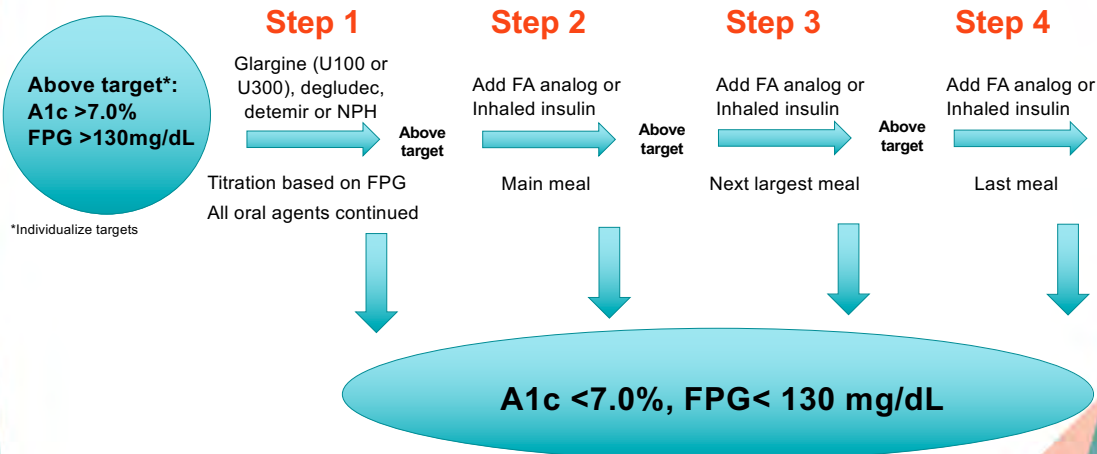 Step 1
Step 2
Step 3
Step 4
Above target*:
A1c >7.0%
FPG >130mg/dL
*Individualize targets
Glargine (U100 or
U300), degludec,
detemir or NPH
Titration based on FPG
All oral agents continued
Above
target
Add FA analog or
Inhaled insulin
Main meal
Above
target
Add FA analog or
Inhaled insulin
Next largest meal
Above
target
Add FA analog or
Inhaled insulin
Last meal
A1c <7.0%, FPG< 130 mg/dL